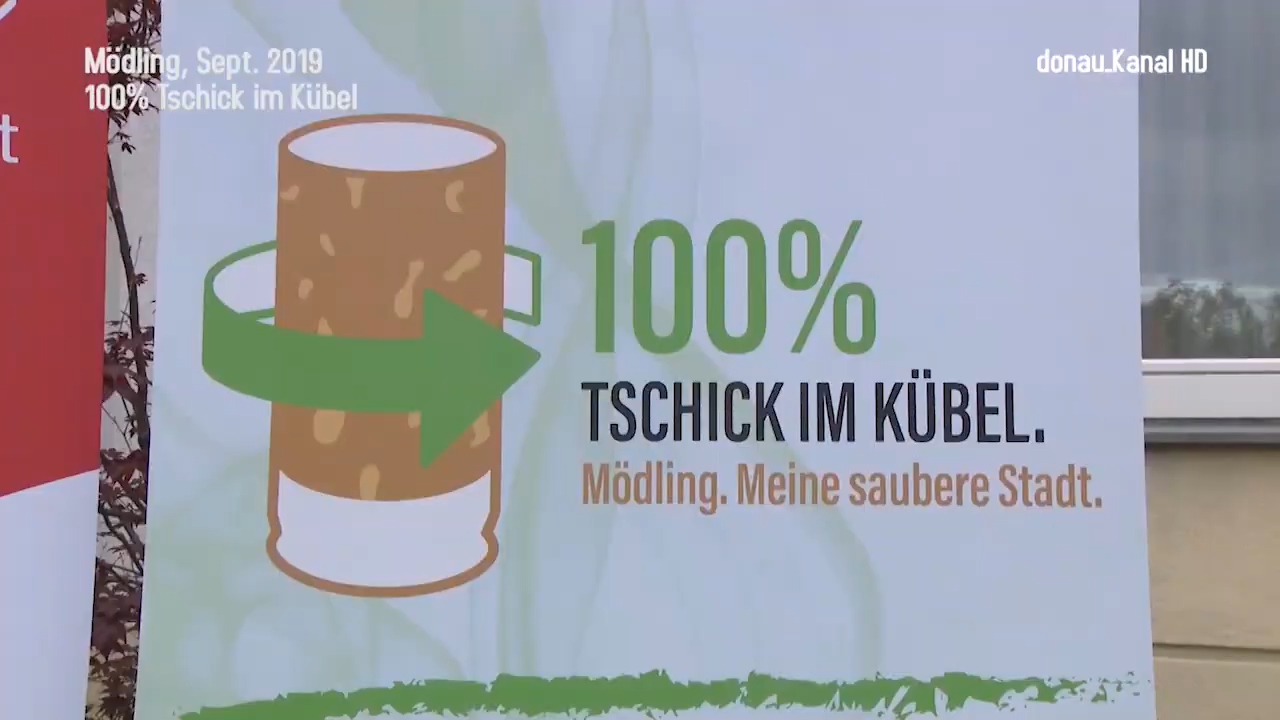 Mödling, Sept. 2019
100% Tschick im Kübel
donau_Kanal HD
t
100%
TSCHICK IM KÜBEL.
Mödling. Meine saubere Stadt.